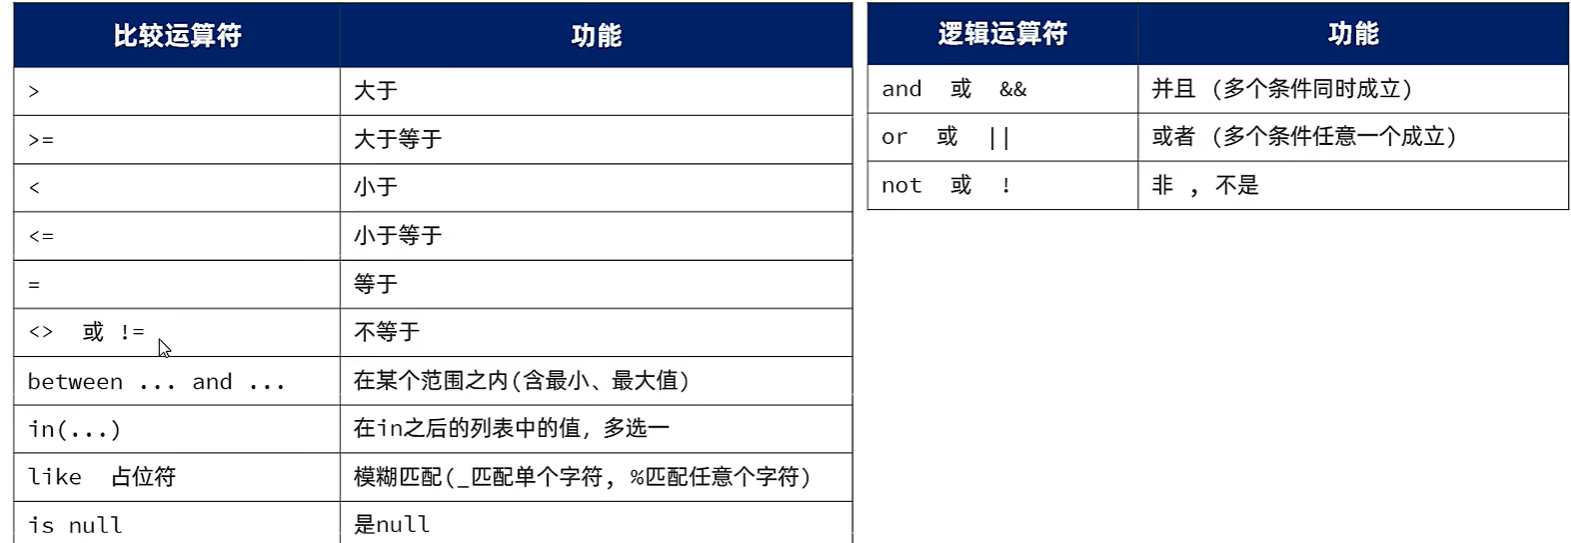 比较运算符 功能
> 大于
>= 大于等于
< 小于
<= 小于等于
= 等于
<> 或 != 不等于
between ... and ... 在某个范围之内(含最小、最大值)
in(...) 在in之后的列表中的值，多选一
like 占位符 模糊匹配(_匹配单个字符, %匹配任意个字符)
is null 是null
逻辑运算符 功能
and 或 && 并且 (多个条件同时成立)
or 或 || 或者 (多个条件任意一个成立)
not 或 ! 非 , 不是